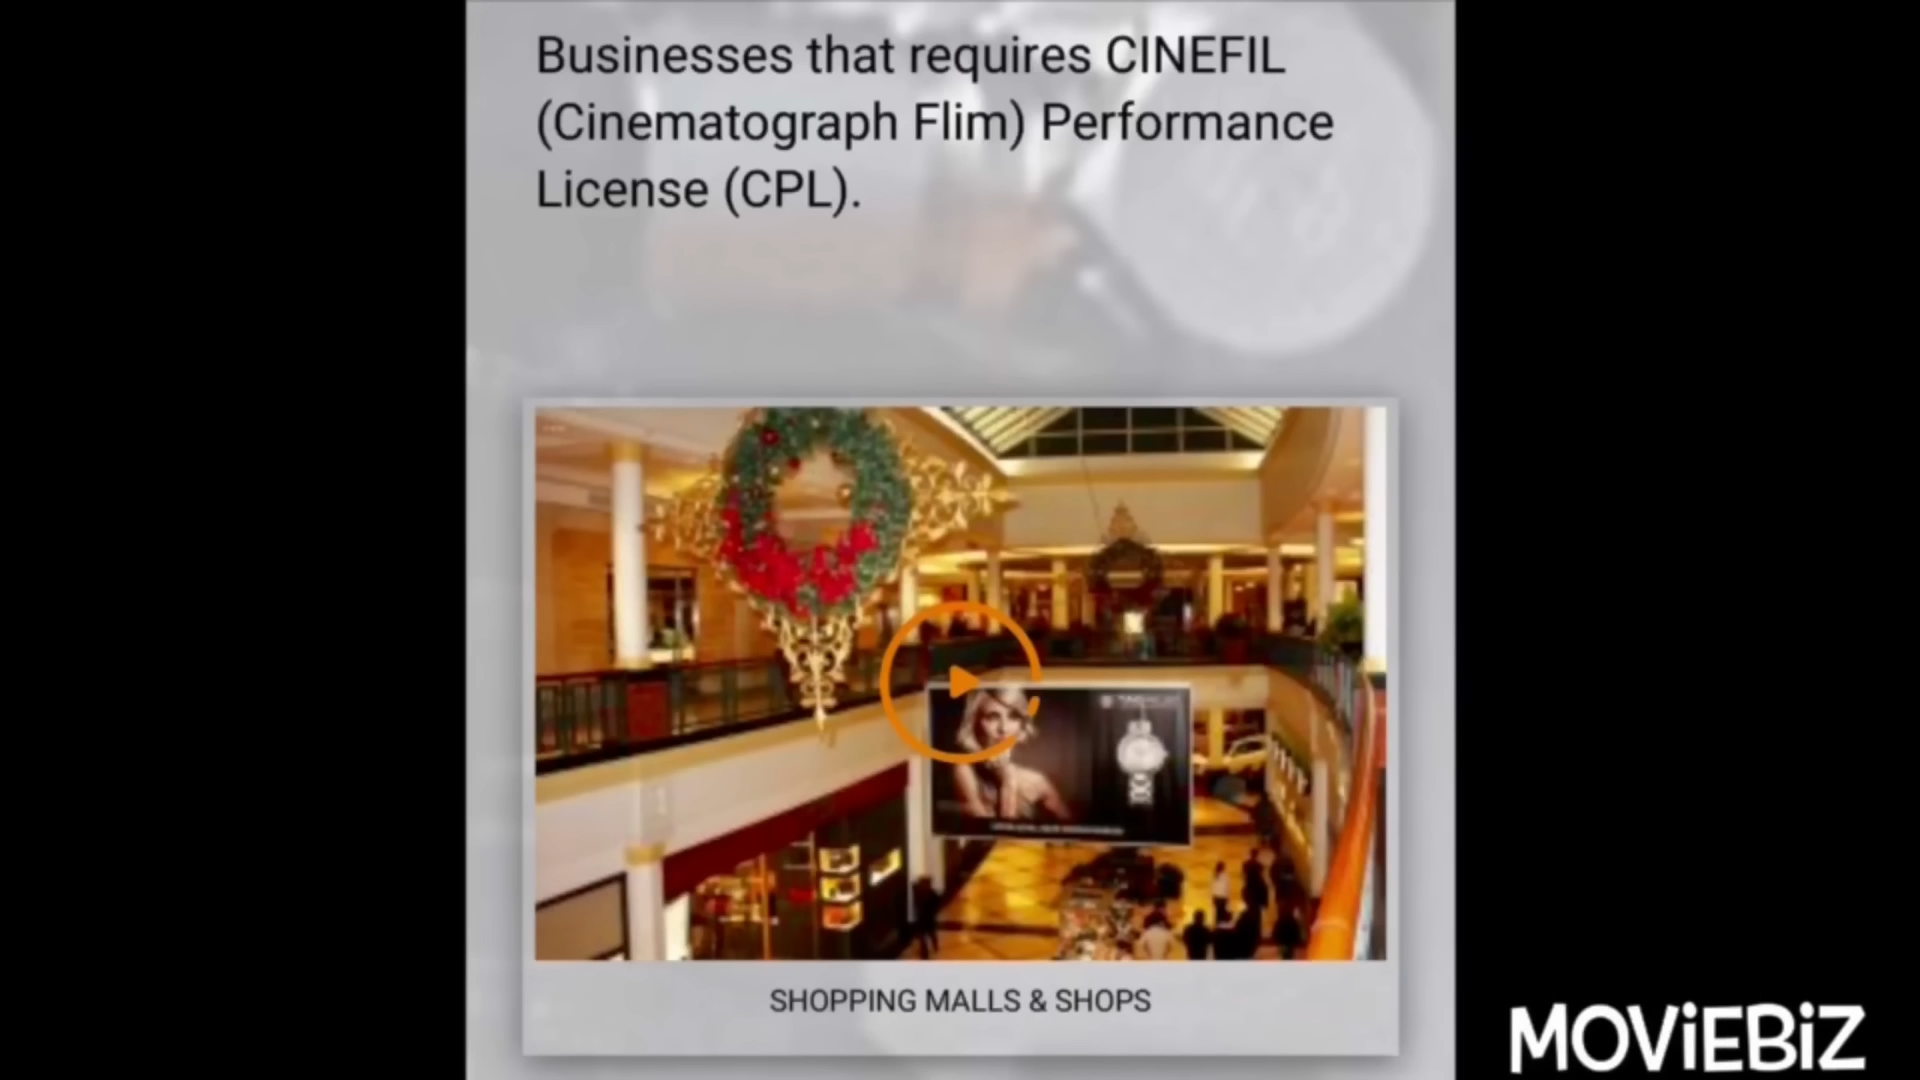 Businesses that requires CINEFIL
(Cinematograph Flim) Performance
License (CPL).
SHOPPING MALLS & SHOPS
MOViEBiZ